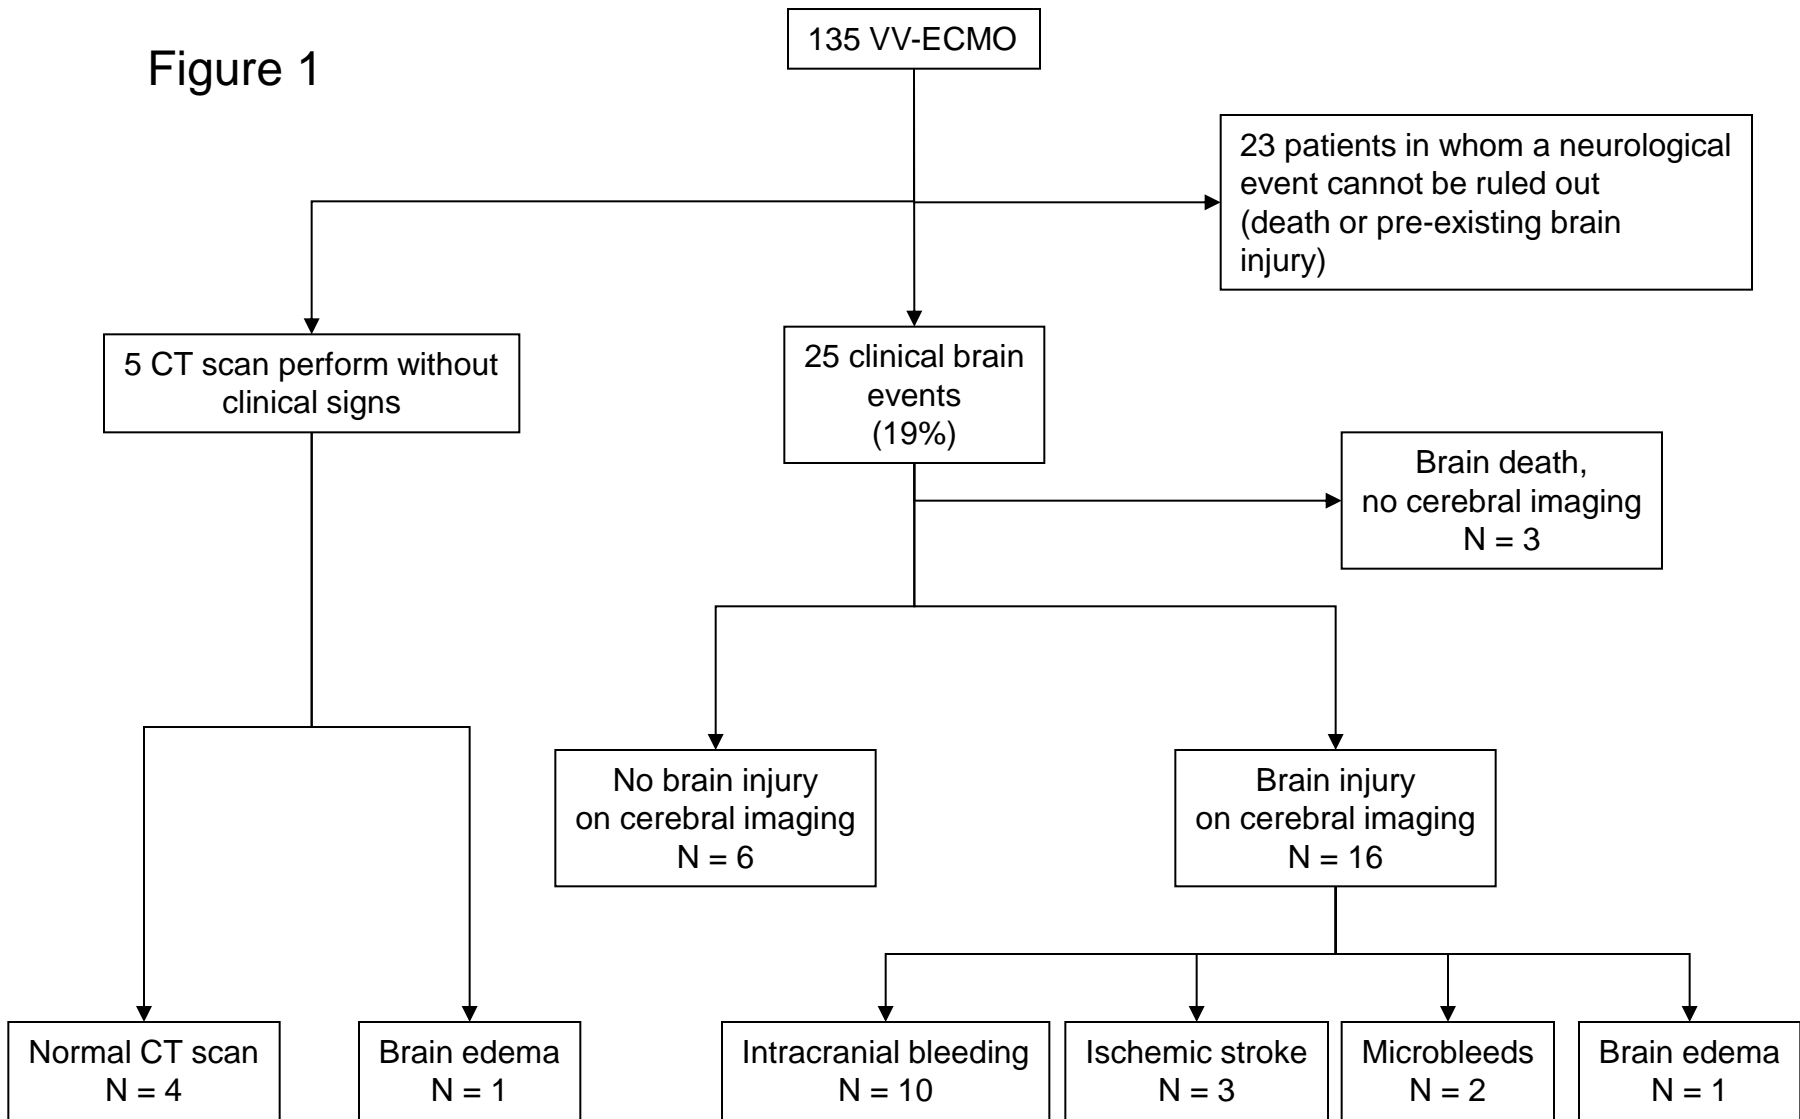 Figure 1
135 VV-ECMO
23 patients in whom a neurological
event cannot be ruled out
(death or pre-existing brain
injury)
5 CT scan perform without
clinical signs
25 clinical brain
events
(19%)
Brain death,
no cerebral imaging
N = 3
No brain injury
on cerebral imaging
N = 6
Brain injury
on cerebral imaging
N = 16
Normal CT scan
N = 4
Brain edema
N = 1
Intracranial bleeding
N = 10
Ischemic stroke
N = 3
Microbleeds
N = 2
Brain edema
N = 1